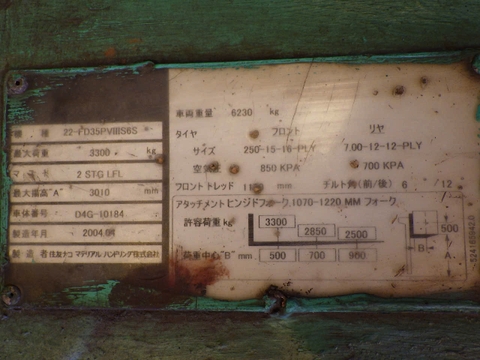 機 種 22-FD35PVIIIS6S
最大荷重 3300 kg
マ ス ト 2 STG LFL
最大揚高"A" 3010 mm
車体番号 D4G-10184
製造年月 2004.
製 造 者 住友ナコ マテリアル ハンドリング株式会社
車両重量 6230 kg
タイヤ フロント リヤ
サイズ 250-15-16-PLY 7.00-12-12-PLY
空気圧 850 KPA 700 KPA
フロント トレッド mm チルト角(前/後) 6 /12
アタッチメント ヒンジドフォーク.1070-1220 MM フォーク
許容荷重 kg 3300 2850 2500
荷重中心"B" mm 500 700 900
500
B A